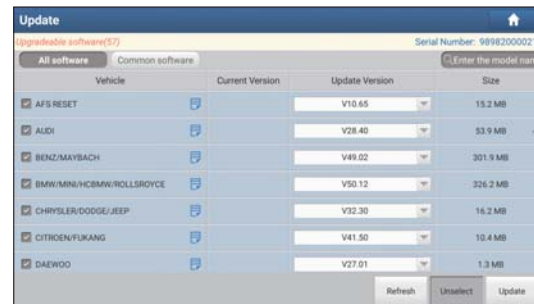 Update
Upgradeable software(57)
Serial Number: 9898200002
All software
Common software
Enter the model nam
Vehicle
Current Version
Update Version
Size
AFS RESET
V10.65
15.2 MB
AUDI
V28.40
53.9 MB
BENZ/MAYBACH
V49.02
301.9 MB
BMW/MINI/HCBMW/ROLLSROYCE
V50.12
326.2 MB
CHRYSLER/DODGE/JEEP
V32.30
16.2 MB
CITROEN/FUKANG
V41.50
10.4 MB
DAEWOO
V27.01
1.3 MB
Refresh
Unselect
Update